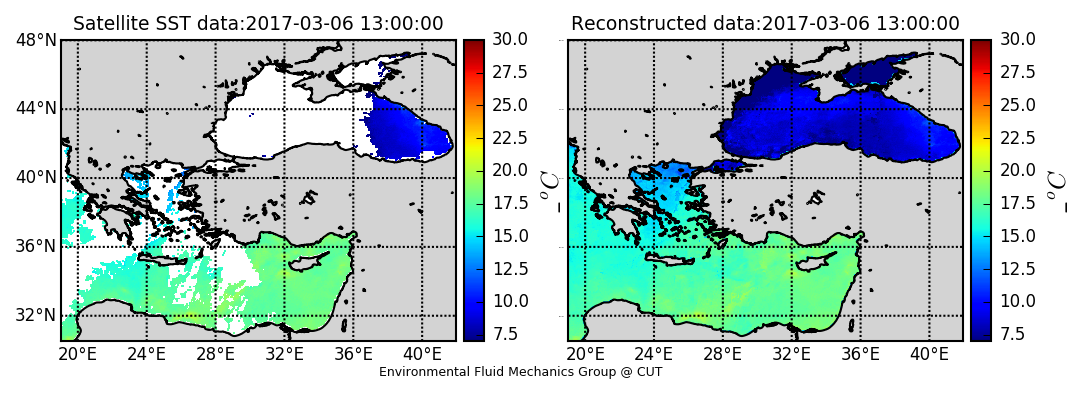 Satellite SST data:2017-03-06 13:00:00
Reconstructed data:2017-03-06 13:00:00
48°N
44°N
40°N
36°N
32°N
20°E 24°E 28°E 32°E 36°E 40°E
30.0
27.5
25.0
22.5
20.0
17.5
15.0
12.5
10.0
7.5
_ °C
20°E 24°E 28°E 32°E 36°E 40°E
30.0
27.5
25.0
22.5
20.0
17.5
15.0
12.5
10.0
7.5
_ °C
Environmental Fluid Mechanics Group @ CUT